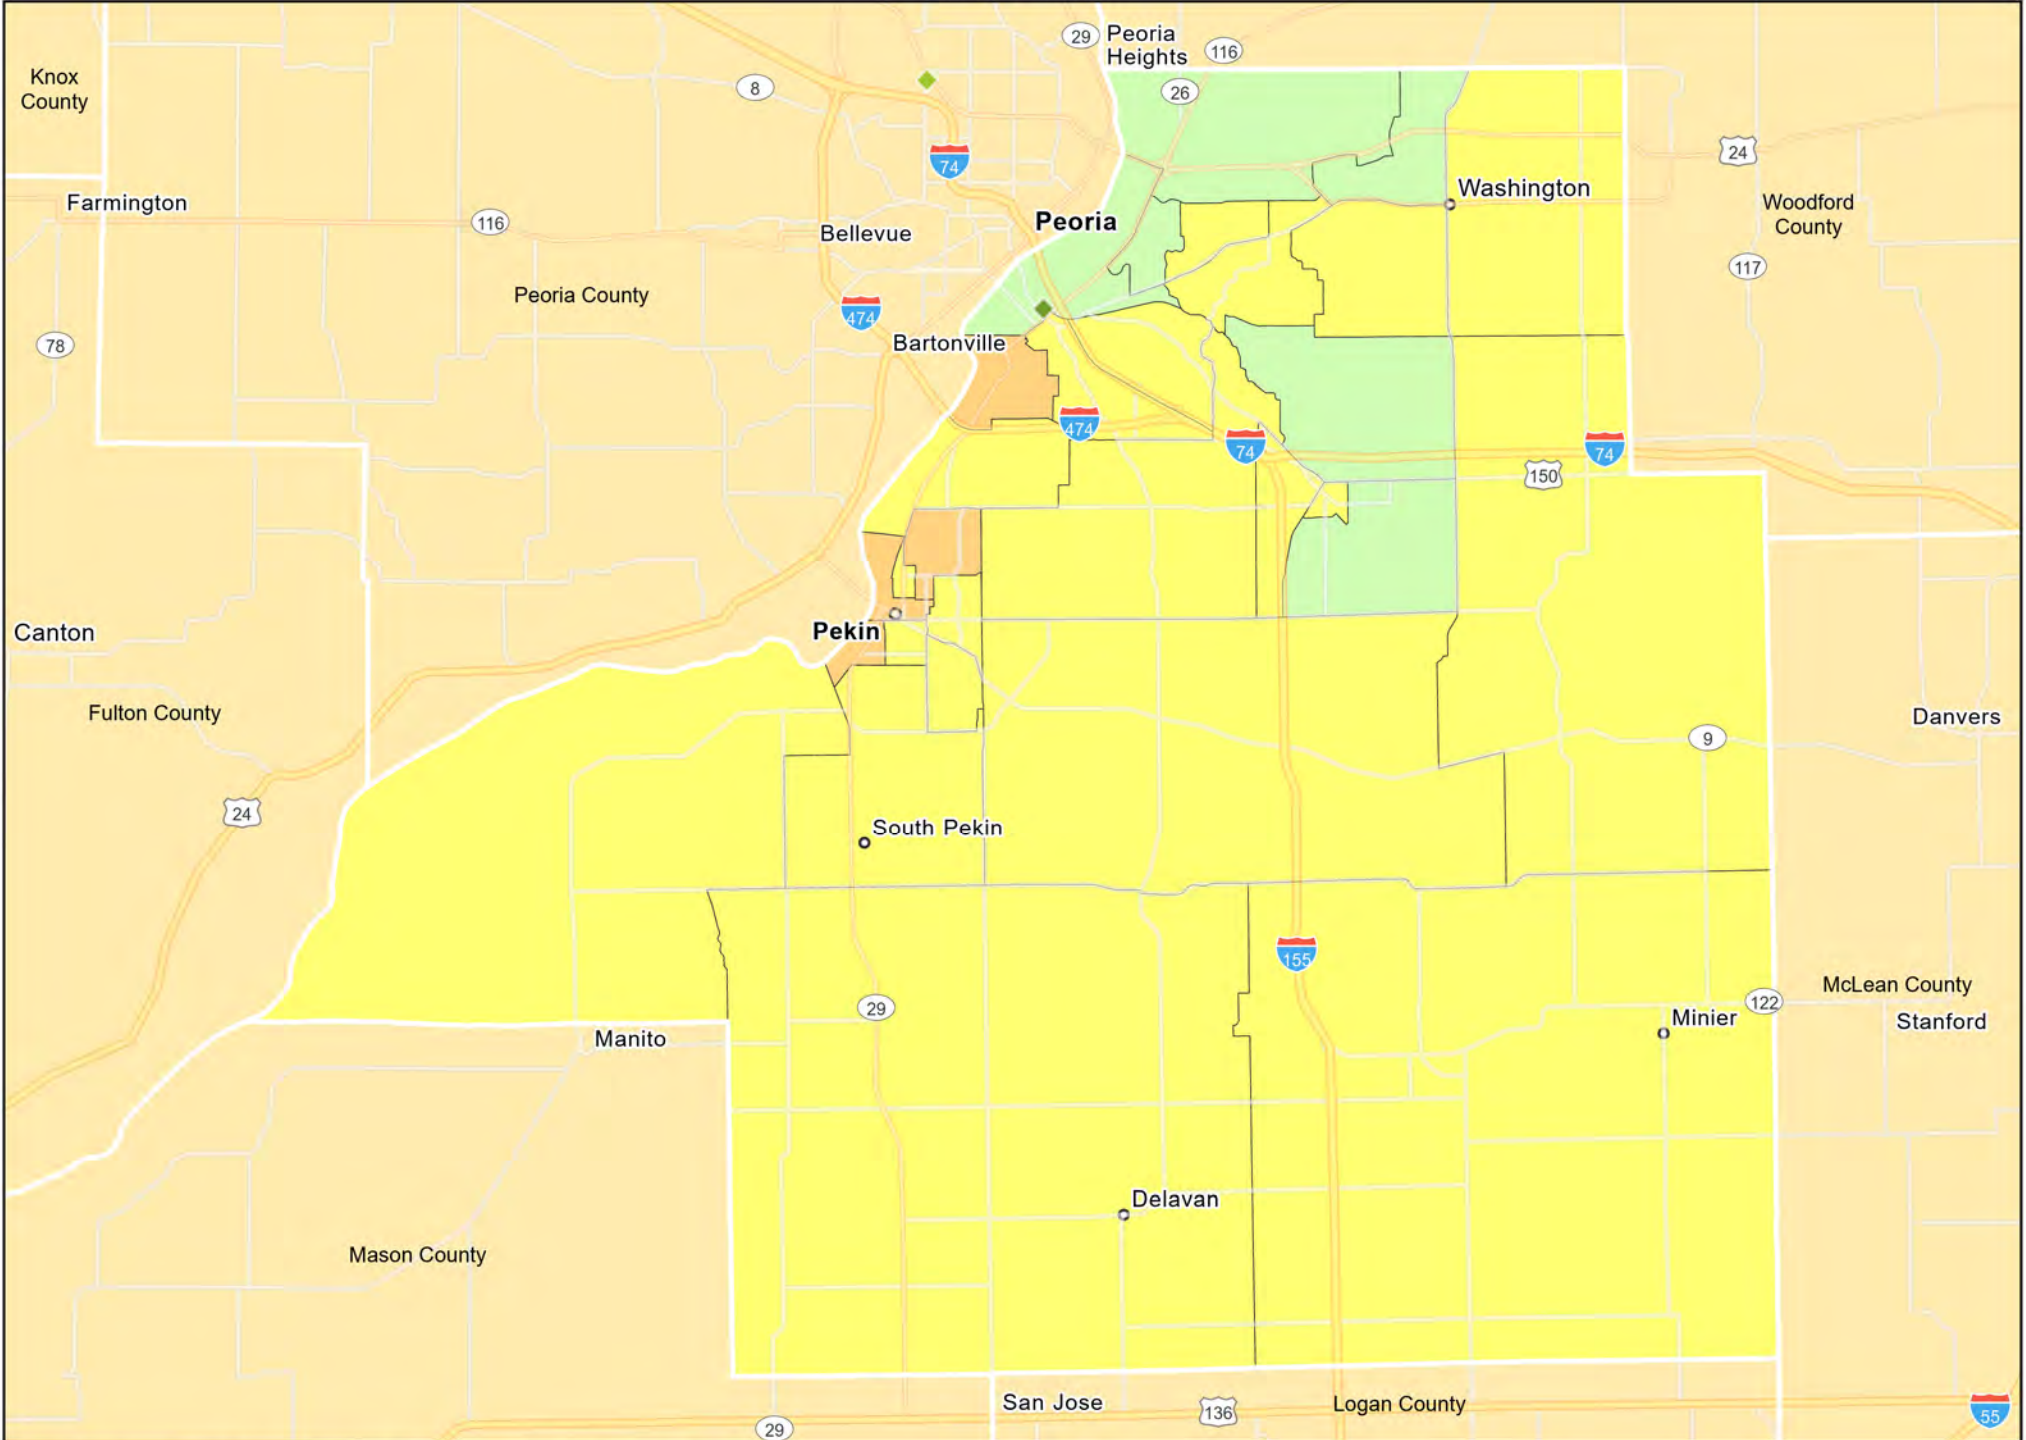 29
Peoria
Heights
116
Knox
County
8
26
74
24
Farmington
Washington
Woodford
County
116
Peoria
Bellevue
117
Peoria County
474
78
Bartonville
474
74
74
150
Canton
Pekin
Fulton County
Danvers
9
24
South Pekin
155
McLean County
122
29
Minier
Stanford
Manito
Delavan
Mason County
San Jose
136
Logan County
55
29